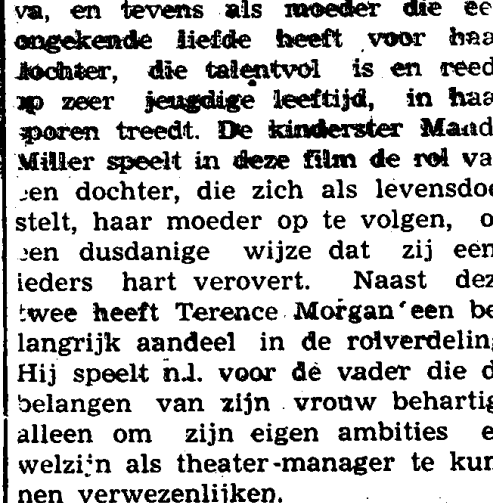 va, en tevens als moeder die ee
ongekende liefde heeft voor haa
dochter, die talentvol is en reed
op zeer jeugdige leeftijd, in haa
sporen treedt. De kinderster Mand
Miller speelt in deze film de rol va
een dochter, die zich als levensdoe
stelt, haar moeder op te volgen, o
een dusdanige wijze dat zij een
ieders hart verovert. Naast dez
twee heeft Terence Morgan een be
langrijk aandeel in de rolverdeling
Hij speelt n.l. voor de vader die d
belangen van zijn vrouw behartig
alleen om zijn eigen ambities e
welzijn als theater-manager te kun
nen verwezenlijken.